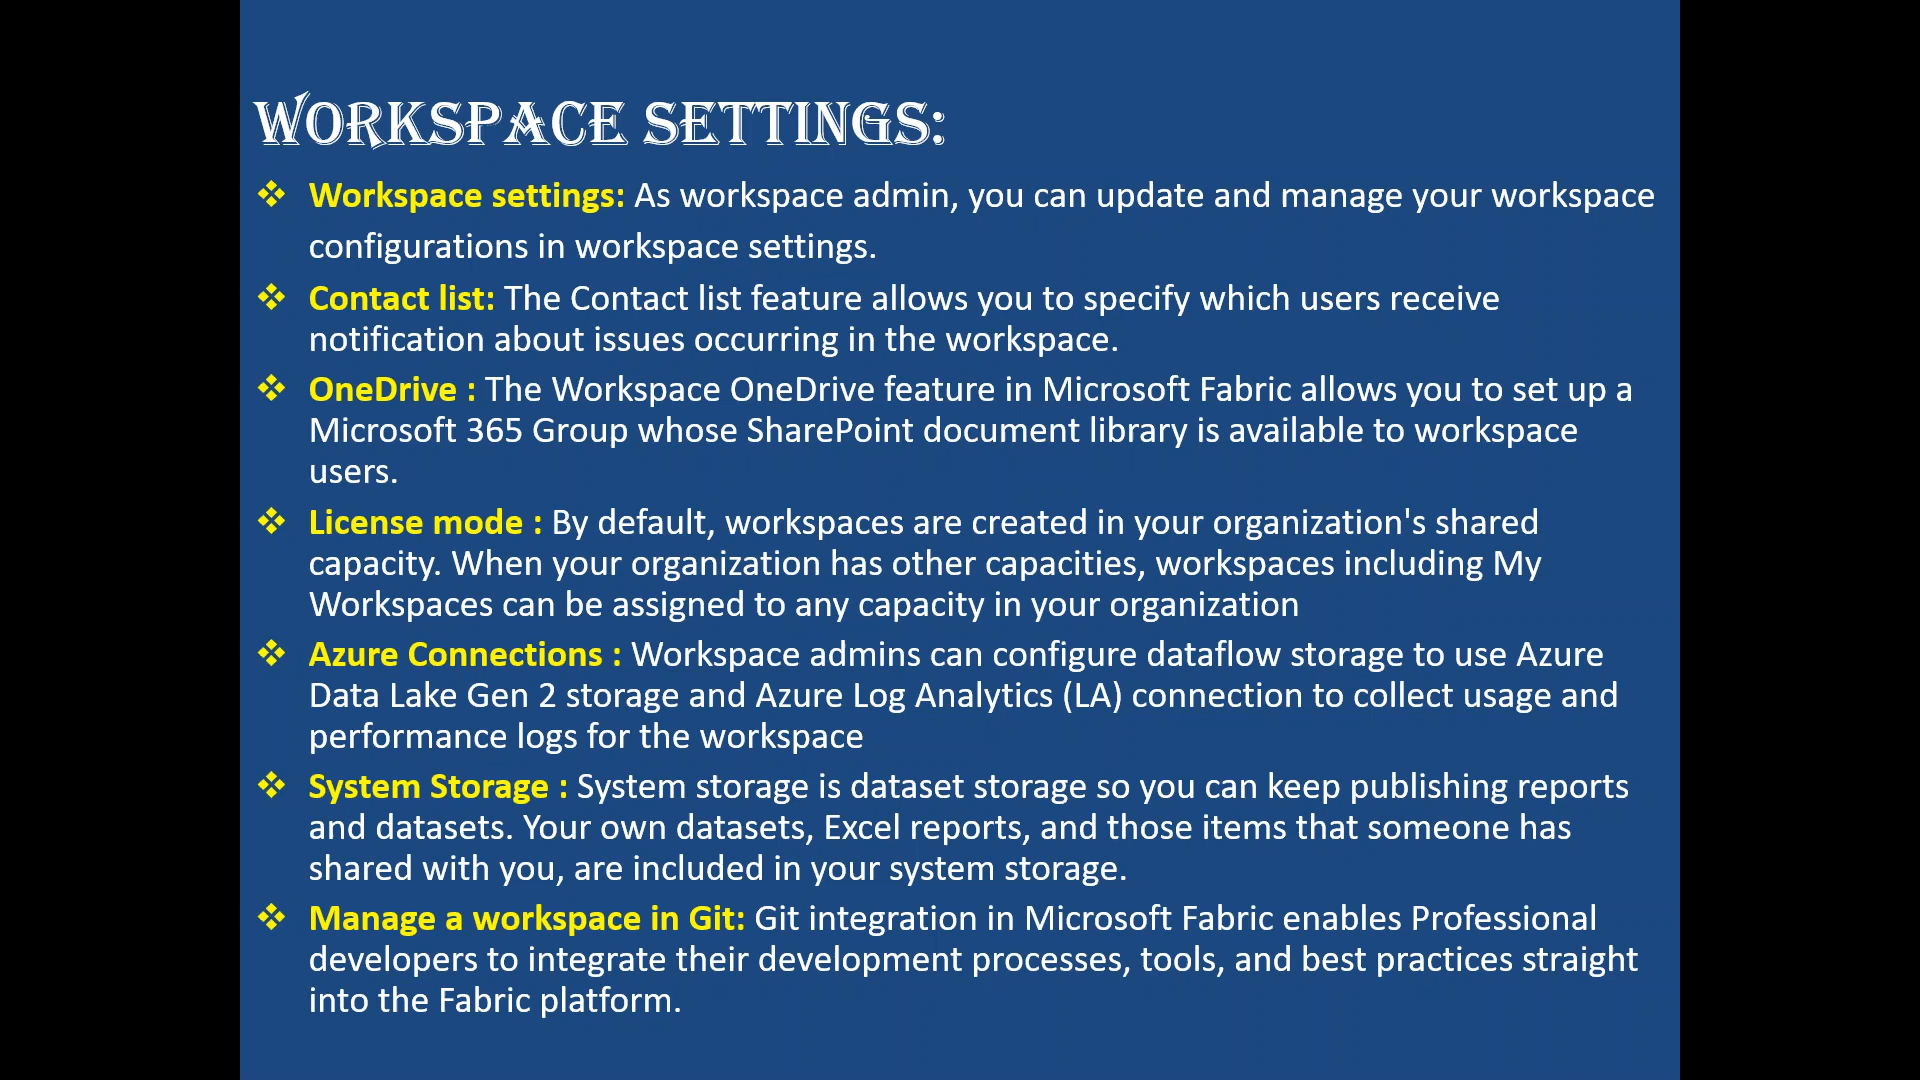 WORKSPACE SETTINGS:
❖ Workspace settings: As workspace admin, you can update and manage your workspace
configurations in workspace settings.
❖ Contact list: The Contact list feature allows you to specify which users receive
notification about issues occurring in the workspace.
❖ OneDrive : The Workspace OneDrive feature in Microsoft Fabric allows you to set up a
Microsoft 365 Group whose SharePoint document library is available to workspace
users.
❖ License mode : By default, workspaces are created in your organization's shared
capacity. When your organization has other capacities, workspaces including My
Workspaces can be assigned to any capacity in your organization
❖ Azure Connections : Workspace admins can configure dataflow storage to use Azure
Data Lake Gen 2 storage and Azure Log Analytics (LA) connection to collect usage and
performance logs for the workspace
❖ System Storage : System storage is dataset storage so you can keep publishing reports
and datasets. Your own datasets, Excel reports, and those items that someone has
shared with you, are included in your system storage.
❖ Manage a workspace in Git: Git integration in Microsoft Fabric enables Professional
developers to integrate their development processes, tools, and best practices straight
into the Fabric platform.